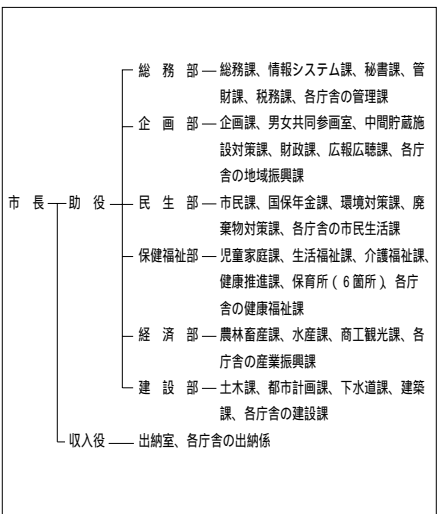 総務部 総務課、情報システム課、秘書課、管
財課、税務課、各庁舎の管理課
企画部 企画課、男女共同参画室、中間貯蔵施
設対策課、財政課、広報広聴課、各庁
舎の地域振興課
市長 助役 民生部 市民課、国保年金課、環境対策課、廃
棄物対策課、各庁舎の市民生活課
保健福祉部 児童家庭課、生活福祉課、介護福祉課、
健康推進課、保育所(6箇所)、各庁
舎の健康福祉課
経済部 農林畜産課、水産課、商工観光課、各
庁舎の産業振興課
建設部 土木課、都市計画課、下水道課、建築
課、各庁舎の建設課
収入役 出納室、各庁舎の出納係